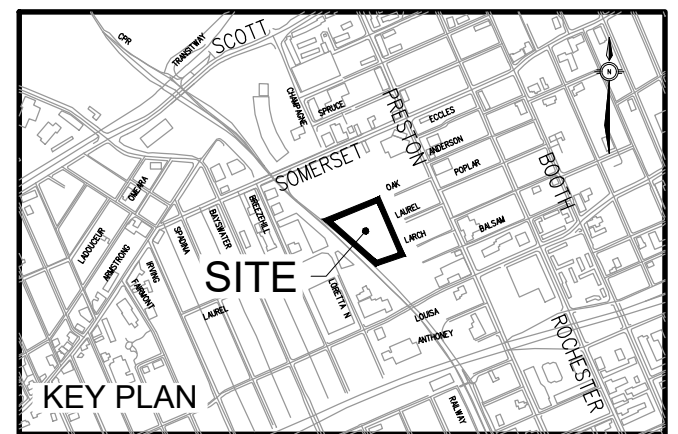 CPR
TRANSITWAY
SCOTT
CHAMPAGNE
SPRUCE
PRESTON
ECCLES
ANDERSON
POPLAR
BOOTH
N
SOMERSET
OAK
LAUREL
LARCH
BALSAM
O'MEARA
LADOUCEUR
ARMSTRONG
SPADINA
BAYSWATER
BREEZEHILL
IRVING
FAIRMONT
SITE
LORETTA N
LAUREL
LOUISA
ANTHONEY
ROCHESTER
RAILWAY
KEY PLAN